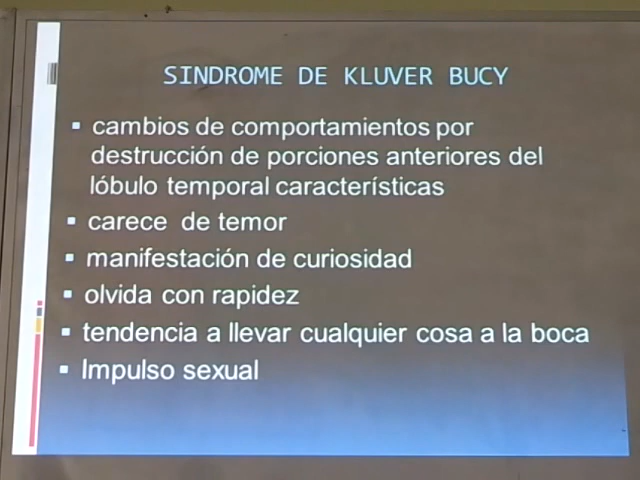 SINDROME DE KLUVER BUCY
cambios de comportamientos por
destrucción de porciones anteriores del
lóbulo temporal características
carece de temor
manifestación de curiosidad
olvida con rapidez
tendencia a llevar cualquier cosa a la boca
Impulso sexual